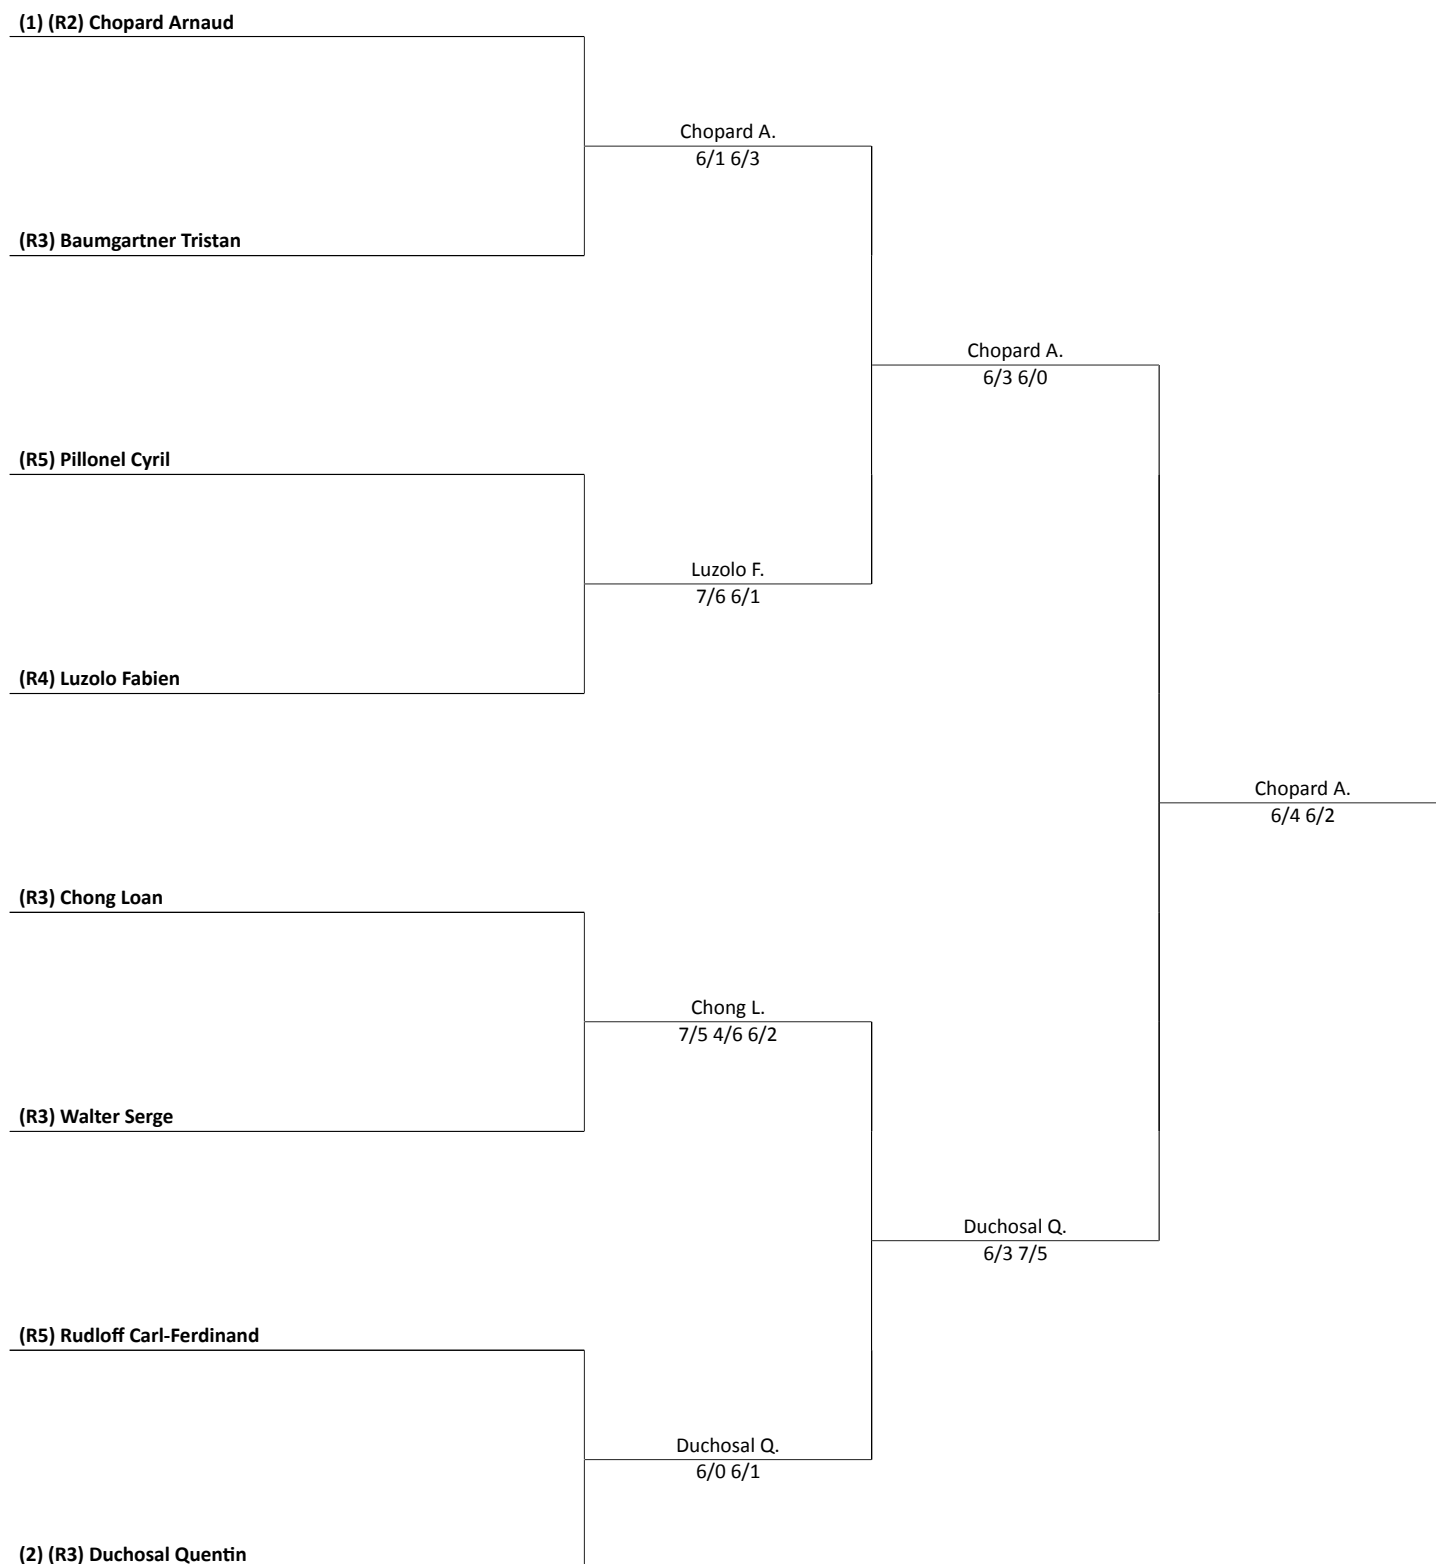 (1) (R2) Chopard Arnaud
Chopard A.
6/1 6/3
(R3) Baumgartner Tristan
Chopard A.
6/3 6/0
(R5) Pillonel Cyril
Luzolo F.
7/6 6/1
(R4) Luzolo Fabien
Chopard A.
6/4 6/2
(R3) Chong Loan
Chong L.
7/5 4/6 6/2
(R3) Walter Serge
Duchosal Q.
6/3 7/5
(R5) Rudloff Carl-Ferdinand
Duchosal Q.
6/0 6/1
(2) (R3) Duchosal Quentin